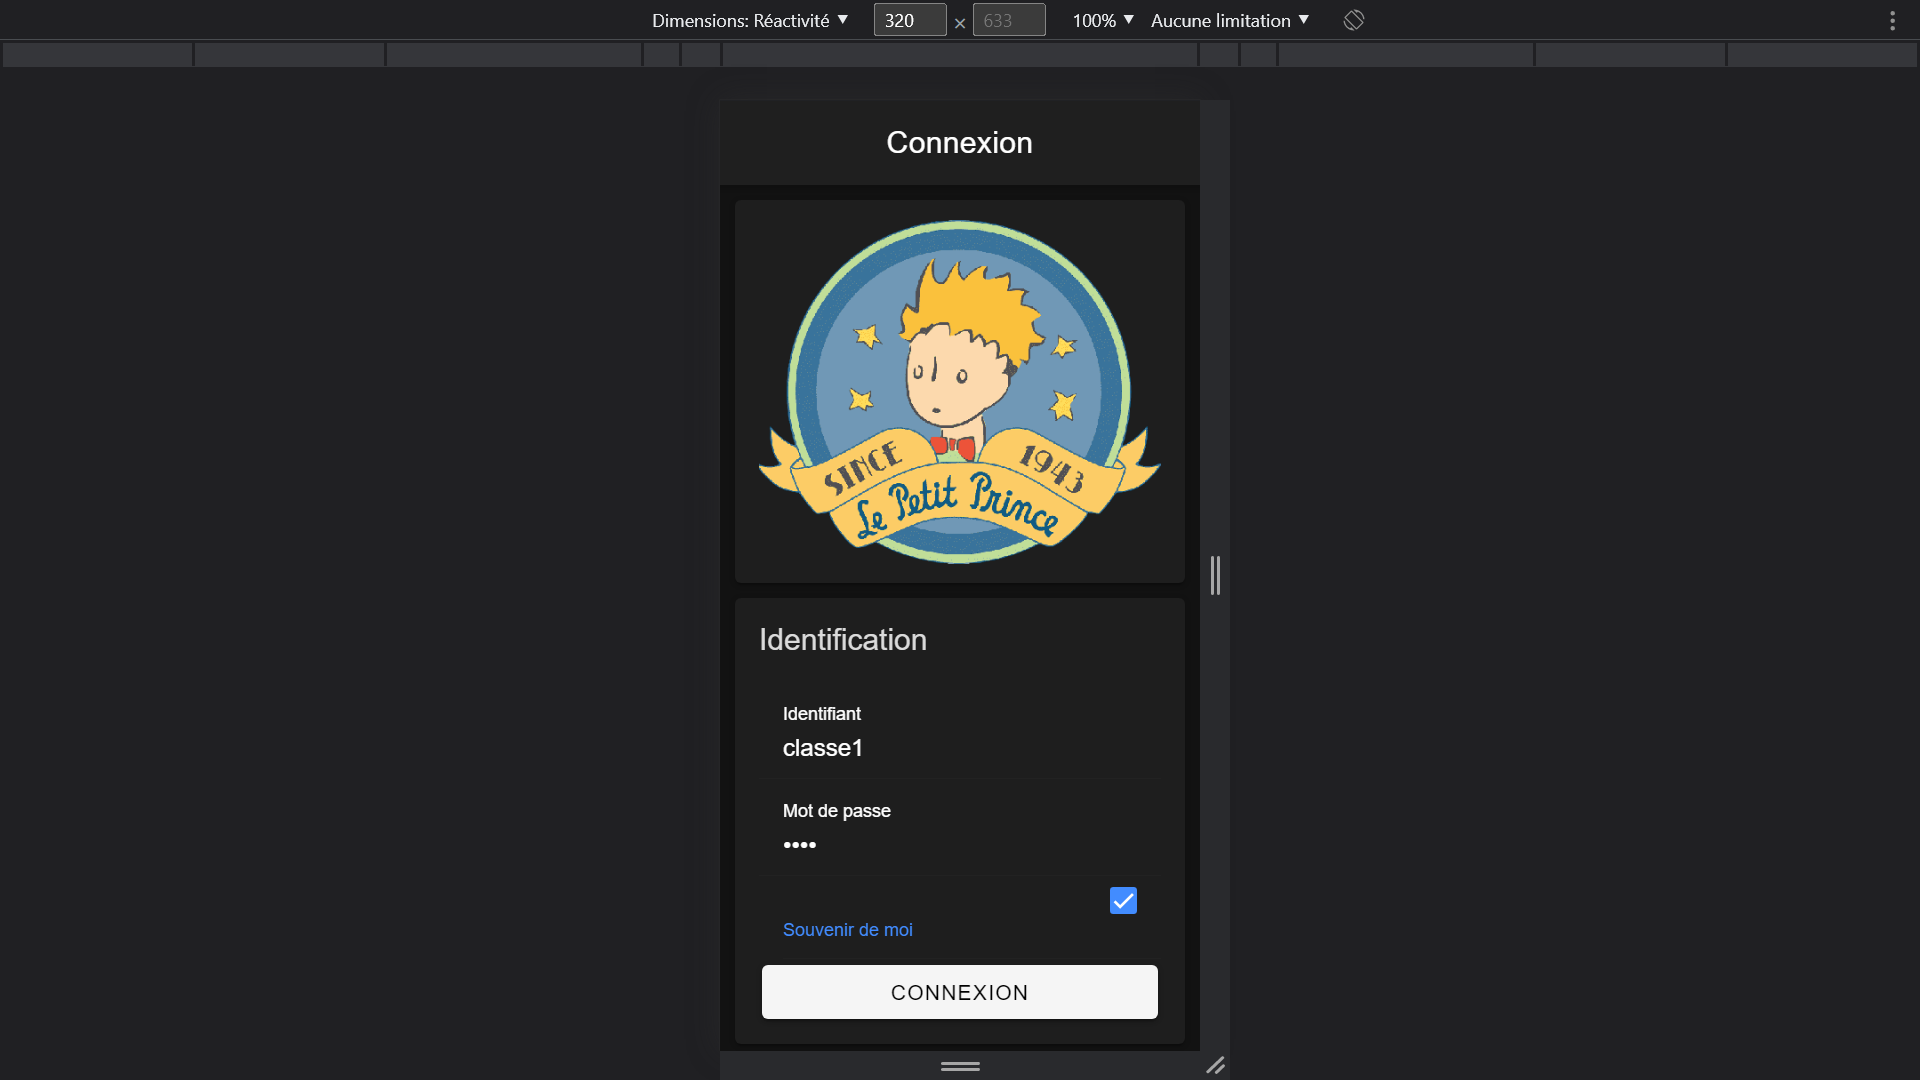 Dimensions: Réactivité ▼ 320 × 633 100% ▼ Aucune limitation ▼
Connexion
SINCE 1943
Le Petit Prince
Identification
Identifiant
classe1
Mot de passe
••••
Souvenir de moi
CONNEXION